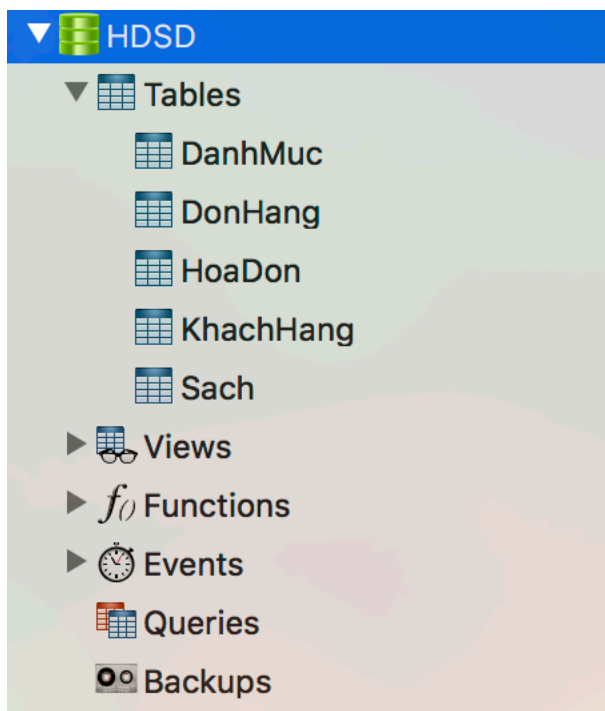 HDSD
Tables
DanhMuc
DonHang
HoaDon
KhachHang
Sach
Views
f() Functions
Events
Queries
Backups